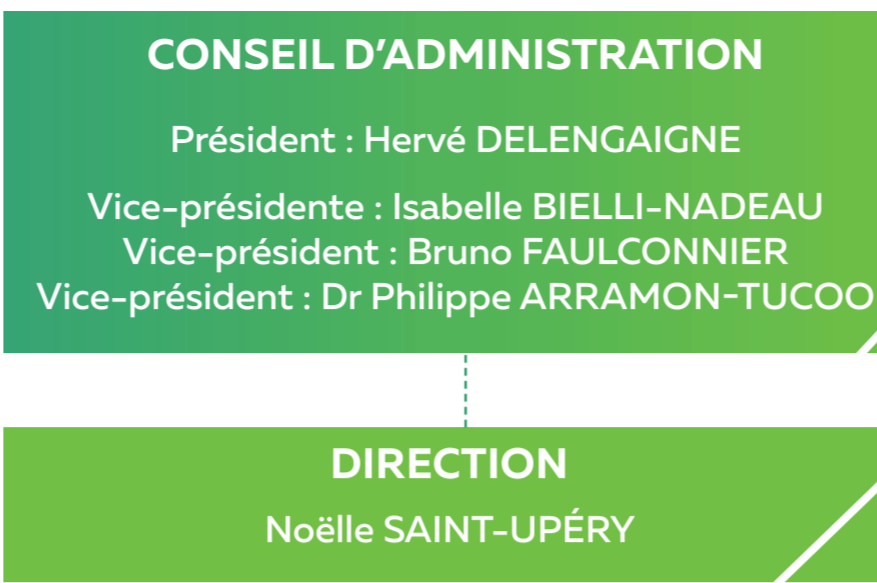 CONSEIL D’ADMINISTRATION
Président : Hervé DELENGAIGNE
Vice-présidente : Isabelle BIELLI-NADEAU
Vice-président : Bruno FAULCONNIER
Vice-président : Dr Philippe ARRAMON-TUCOO
DIRECTION
Noëlle SAINT-UPÉRY